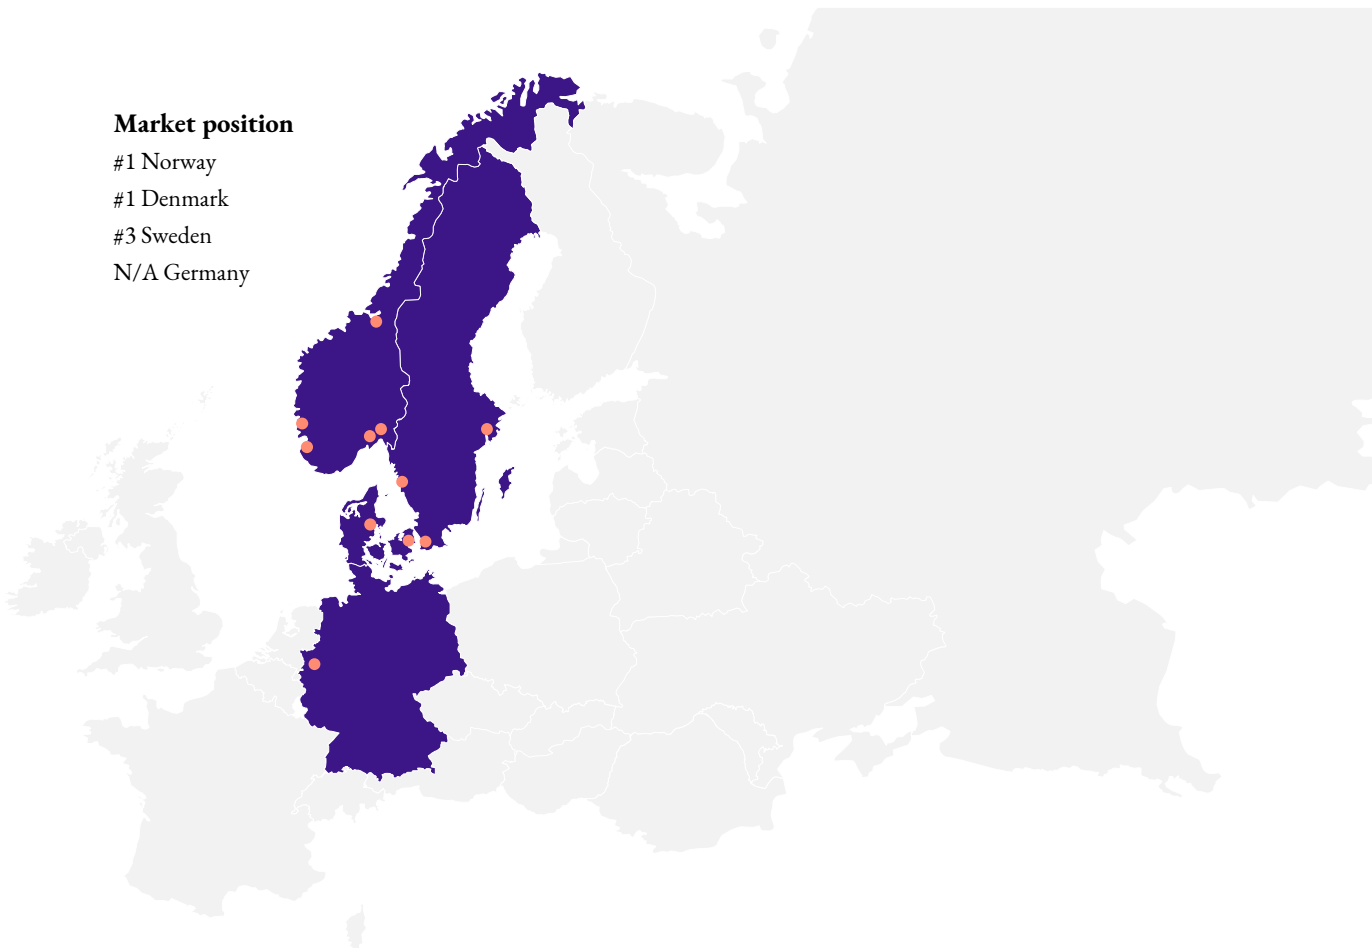 Market position
#1 Norway
#1 Denmark
#3 Sweden
N/A Germany